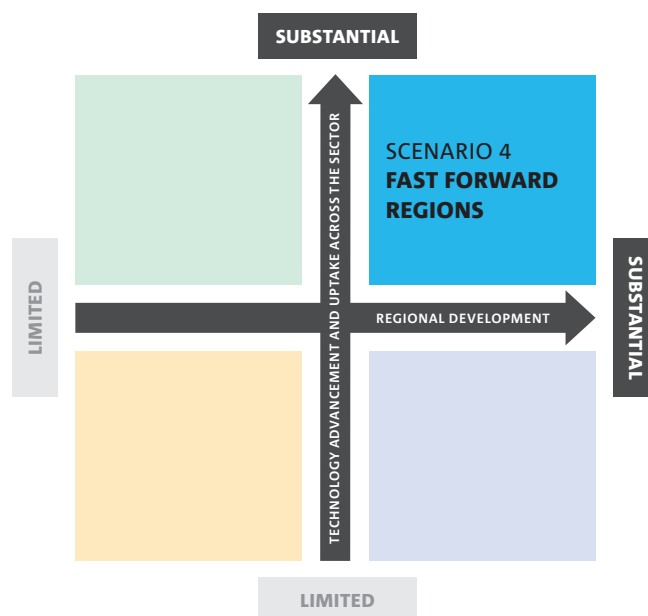 SUBSTANTIAL
TECHNOLOGY ADVANCEMENT AND UPTAKE ACROSS THE SECTOR
SCENARIO 4
FAST FORWARD
REGIONS
LIMITED
REGIONAL DEVELOPMENT
SUBSTANTIAL
LIMITED